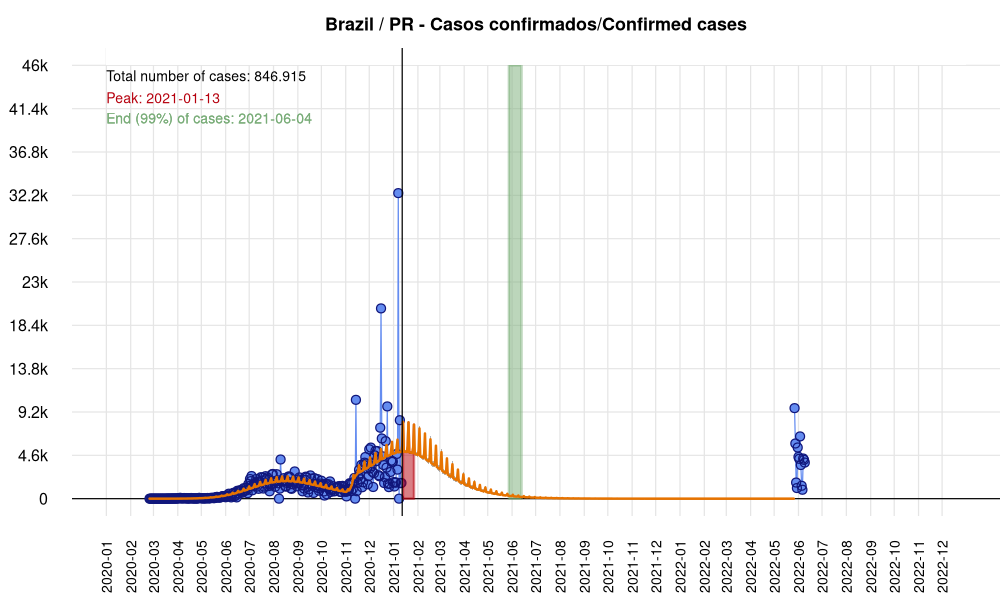 Brazil / PR - Casos confirmados/Confirmed cases
Total number of cases: 846.915
Peak: 2021-01-13
End (99%) of cases: 2021-06-04
46k
41.4k
36.8k
32.2k
27.6k
23k
18.4k
13.8k
9.2k
4.6k
0
2020-01
2020-02
2020-03
2020-04
2020-05
2020-06
2020-07
2020-08
2020-09
2020-10
2020-11
2020-12
2021-01
2021-02
2021-03
2021-04
2021-05
2021-06
2021-07
2021-08
2021-09
2021-10
2021-11
2021-12
2022-01
2022-02
2022-03
2022-04
2022-05
2022-06
2022-07
2022-08
2022-09
2022-10
2022-11
2022-12